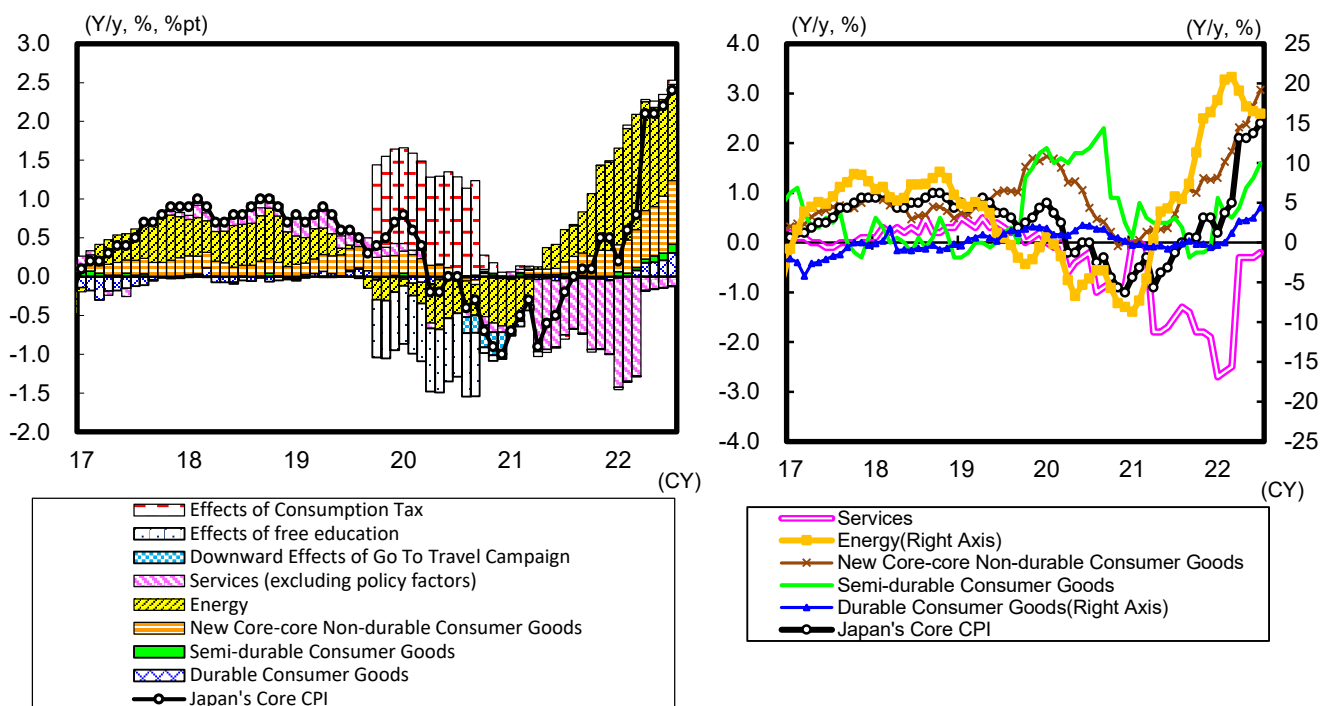 (Y/y, %, %pt)
3.0
2.5
2.0
1.5
1.0
0.5
0.0
-0.5
-1.0
-1.5
-2.0
17 18 19 20 21 22
(CY)
Effects of Consumption Tax
Effects of free education
Downward Effects of Go To Travel Campaign
Services (excluding policy factors)
Energy
New Core-core Non-durable Consumer Goods
Semi-durable Consumer Goods
Durable Consumer Goods
Japan's Core CPI
(Y/y, %)
(Y/y, %)
4.0
3.0
2.0
1.0
0.0
-1.0
-2.0
-3.0
-4.0
25
20
15
10
5
0
-5
-10
-15
-20
-25
17 18 19 20 21 22
(CY)
Services
Energy(Right Axis)
New Core-core Non-durable Consumer Goods
Semi-durable Consumer Goods
Durable Consumer Goods(Right Axis)
Japan's Core CPI